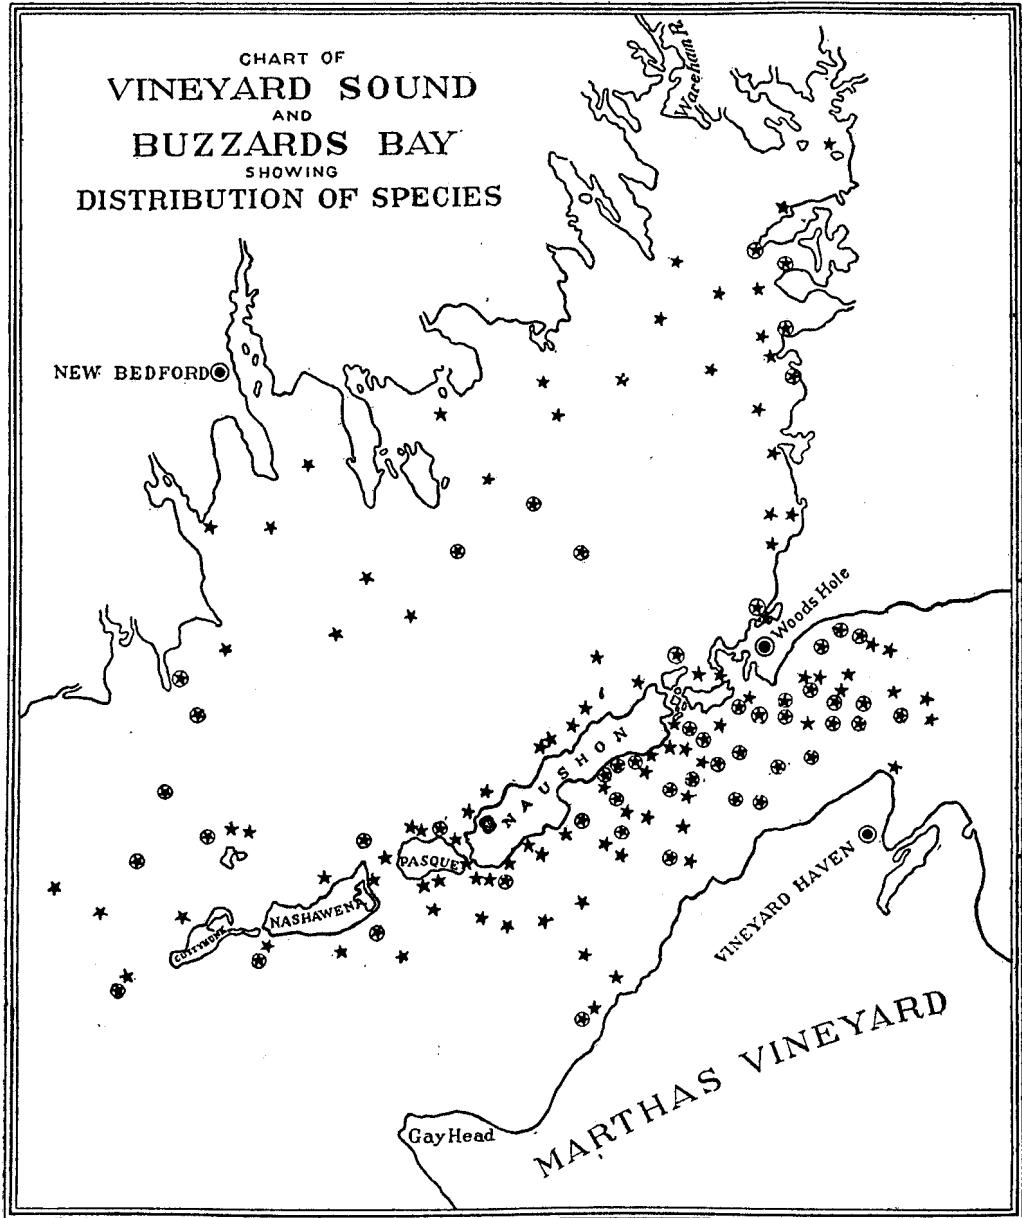 CHART OF
VINEYARD SOUND
AND
BUZZARDS BAY
SHOWING
DISTRIBUTION OF SPECIES
Wareham R.
NEW BEDFORD
Woods Hole
NAUSHON
PASQUE
NASHAWENA
CUTTYHUNK
VINEYARD HAVEN
MARTHAS VINEYARD
Gay Head